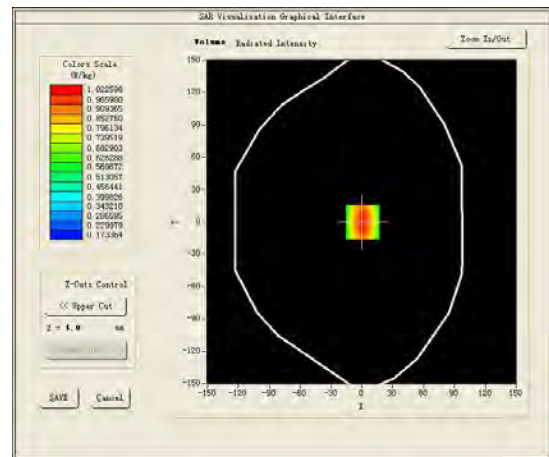 SAR Visualisation Graphical Interface
Volume Radiated Intensity
Zoom In/Out
Colors Scale
(W/kg)
1.022596
0.965980
0.909365
0.852750
0.796134
0.739519
0.682903
0.626288
0.569672
0.513057
0.456441
0.399826
0.343210
0.286595
0.229979
0.173364
150
120
90
60
30
0
-30
-60
-90
-120
-150
Y
-150 -120 -90 -60 -30 0 30 60 90 120 150
X
Z-Cuts Control
<< Upper Cut
Z = 4.0 mm
SAVE
Cancel